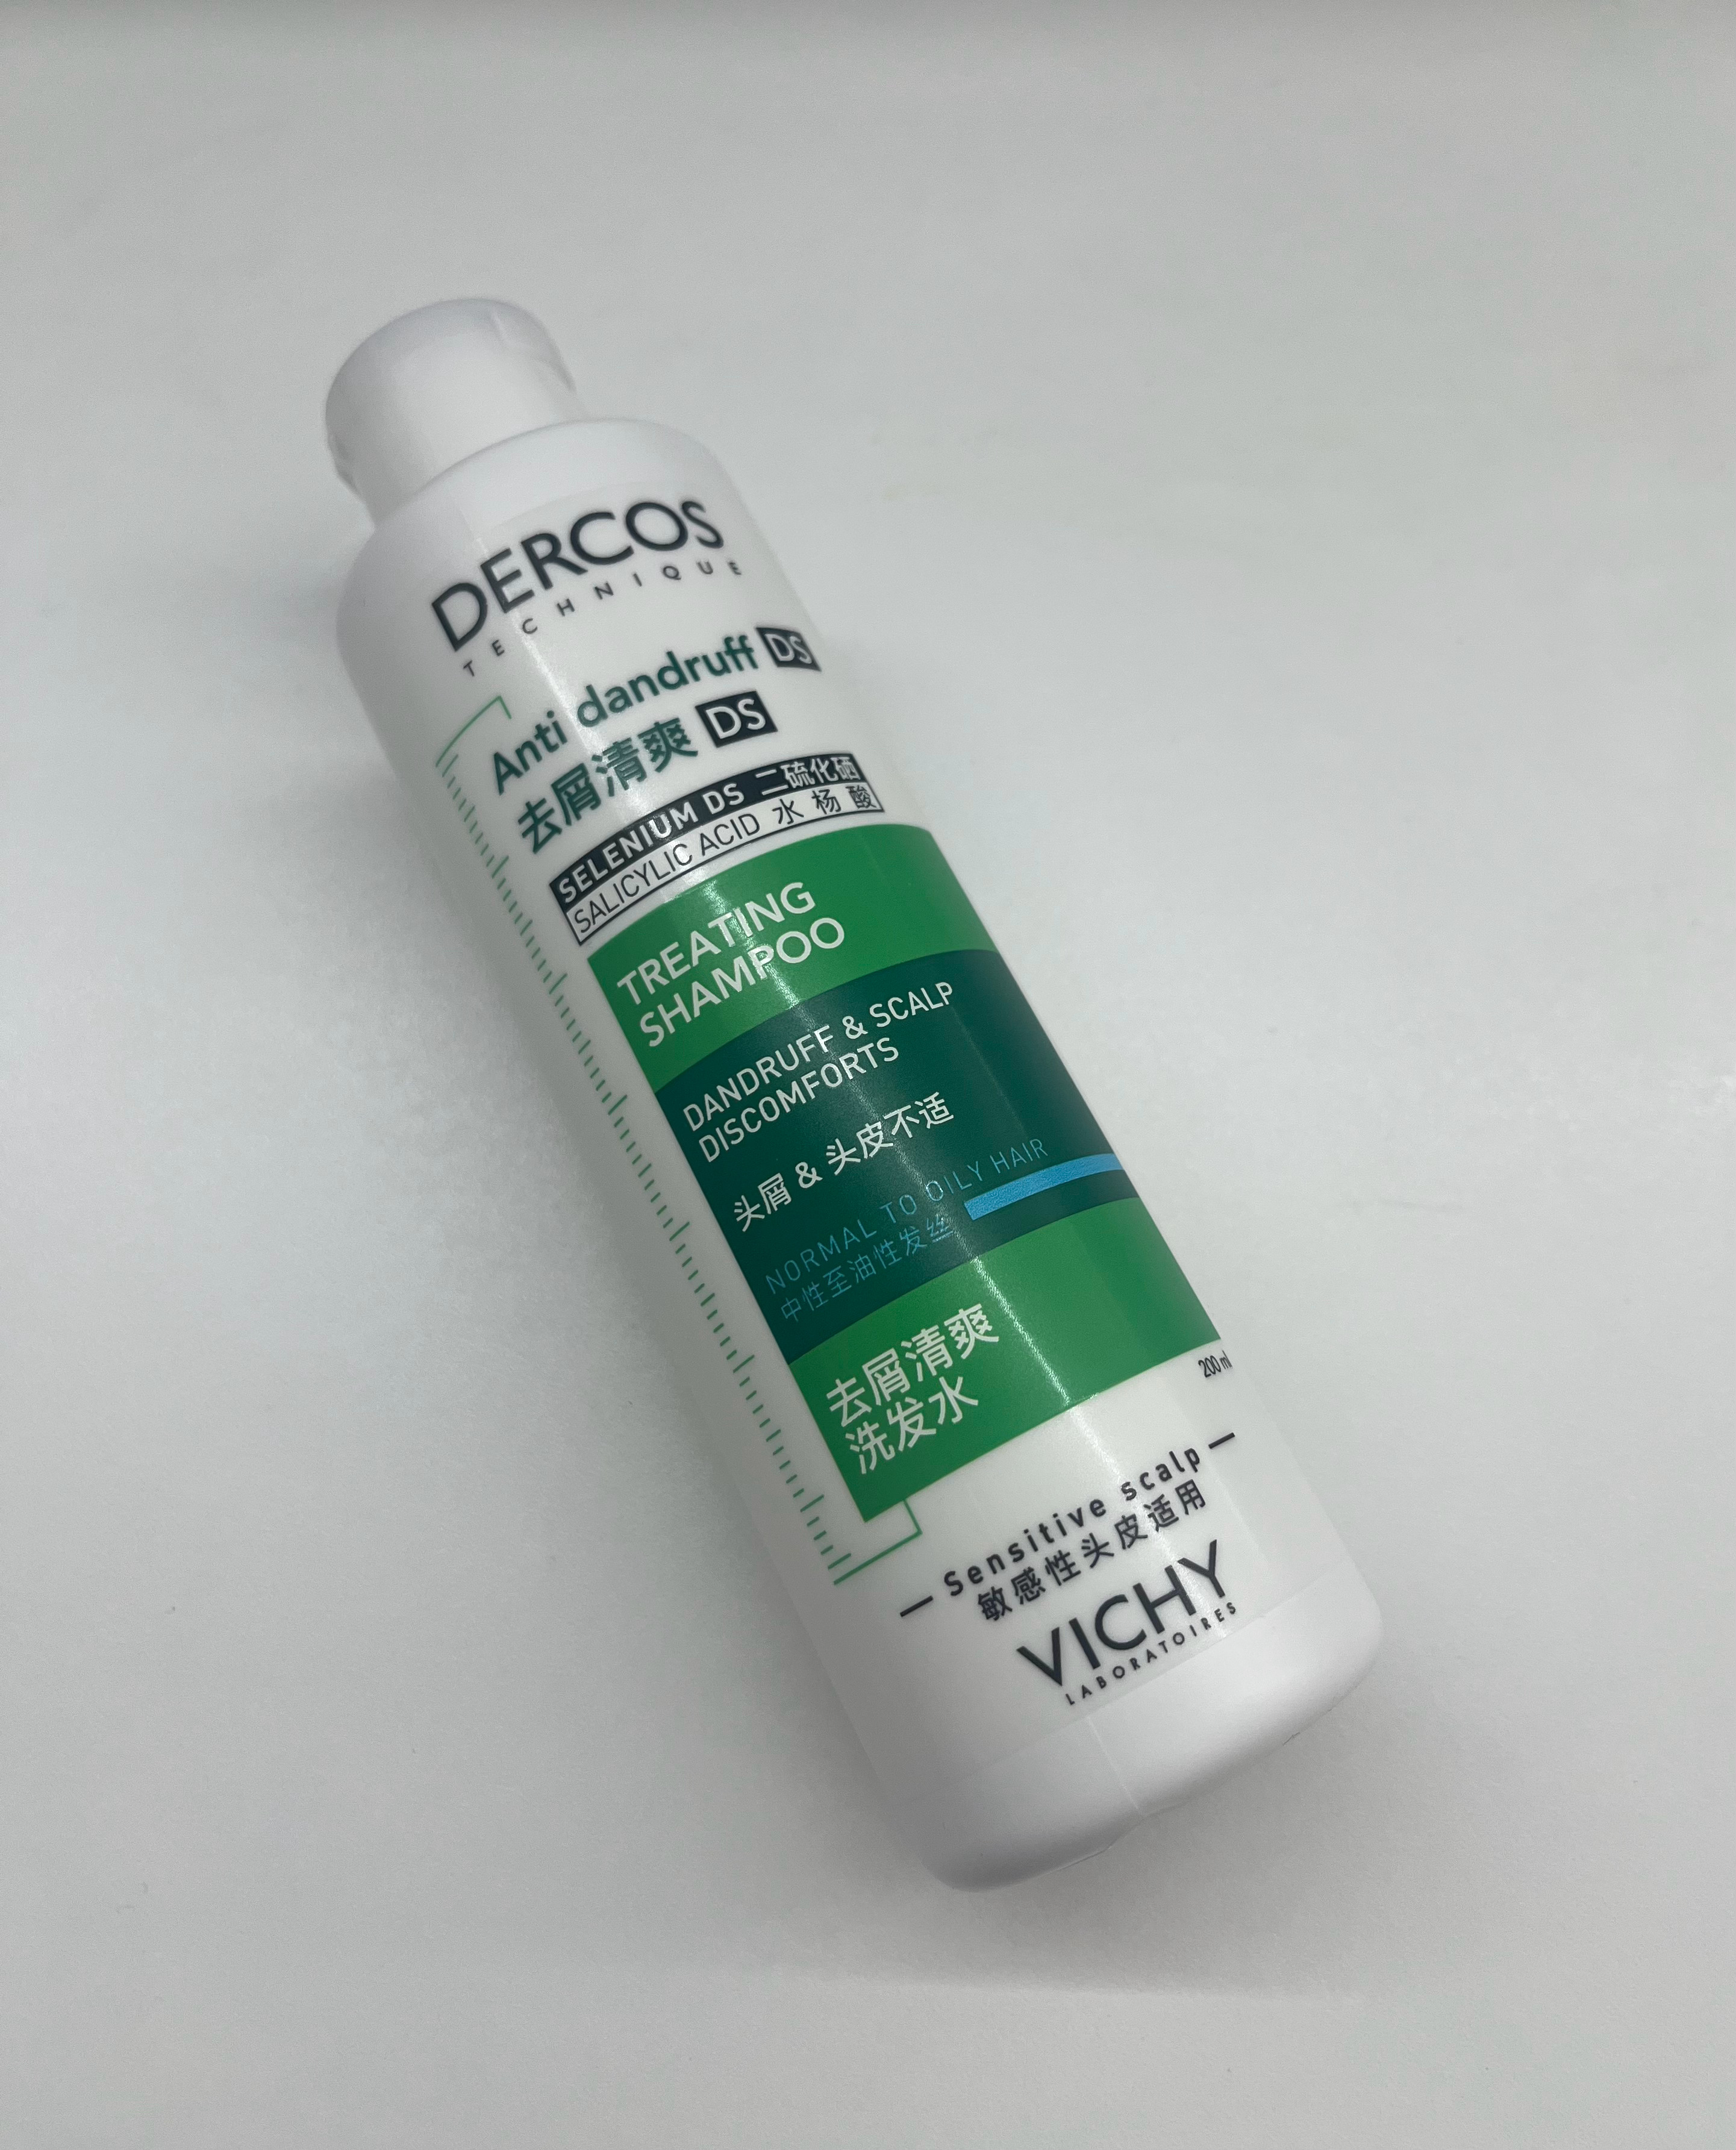 DERCOS
TECHNIQUE
Anti dandruff DS
去屑清爽 DS
SELENIUM DS 二硫化硒
SALICYLIC ACID 水杨酸
TREATING
SHAMPOO
DANDRUFF & SCALP
DISCOMFORTS
头屑 & 头皮不适
NORMAL TO OILY HAIR
中性至油性发丝
去屑清爽
洗发水
200 ml
— Sensitive scalp —
敏感性头皮适用
VICHY
LABORATOIRES